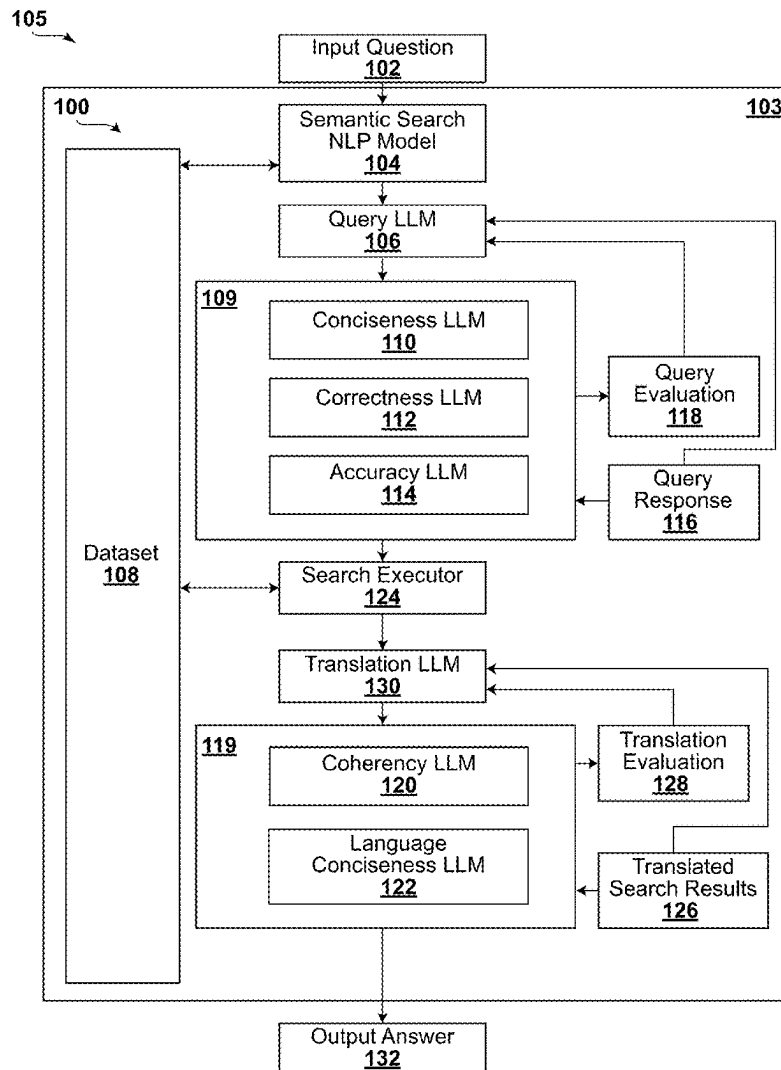 105
Input Question
102
100
103
Semantic Search
NLP Model
104
Query LLM
106
109
Conciseness LLM
110
Correctness LLM
112
Accuracy LLM
114
Query
Evaluation
118
Query
Response
116
Dataset
108
Search Executor
124
Translation LLM
130
119
Coherency LLM
120
Language
Conciseness LLM
122
Translation
Evaluation
128
Translated
Search Results
126
Output Answer
132